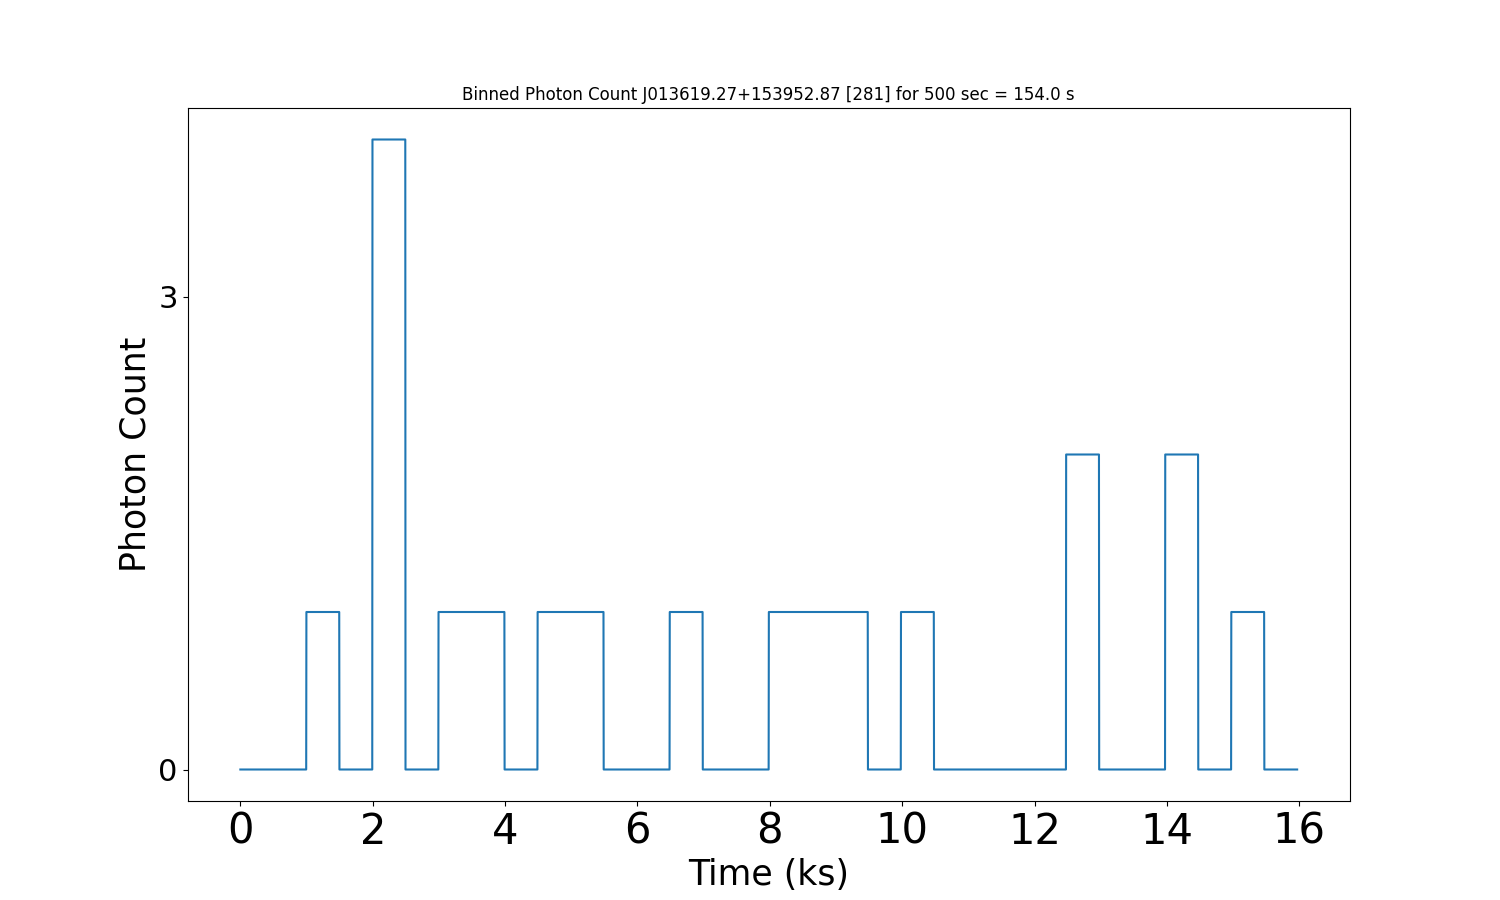 Binned Photon Count J013619.27+153952.87 [281] for 500 sec = 154.0 s
3
Photon Count
0
0 2 4 6 8 10 12 14 16
Time (ks)